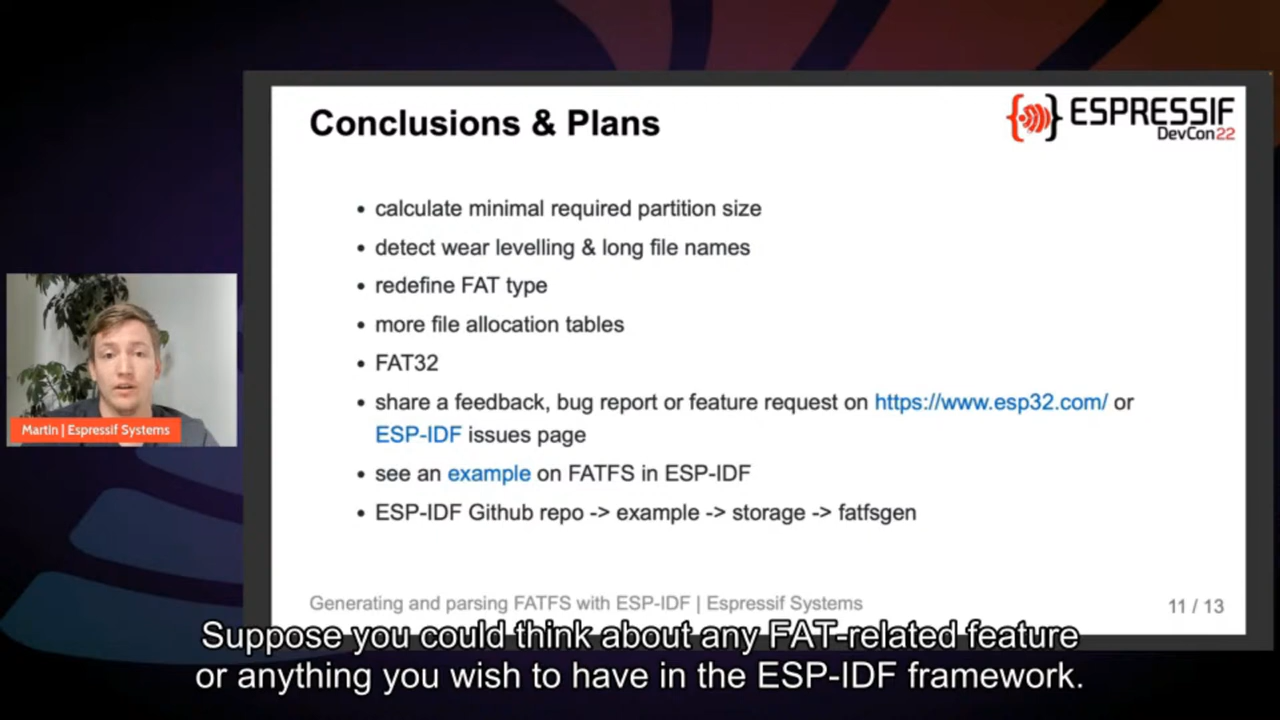 Conclusions & Plans
ESPRESSIF
DevCon22
• calculate minimal required partition size
• detect wear levelling & long file names
• redefine FAT type
• more file allocation tables
• FAT32
• share a feedback, bug report or feature request on https://www.esp32.com/ or
ESP-IDF issues page
• see an example on FATFS in ESP-IDF
• ESP-IDF Github repo -> example -> storage -> fatfsgen
Martin | Espressif Systems
Generating and parsing FATFS with ESP-IDF | Espressif Systems
11 / 13
Suppose you could think about any FAT-related feature
or anything you wish to have in the ESP-IDF framework.